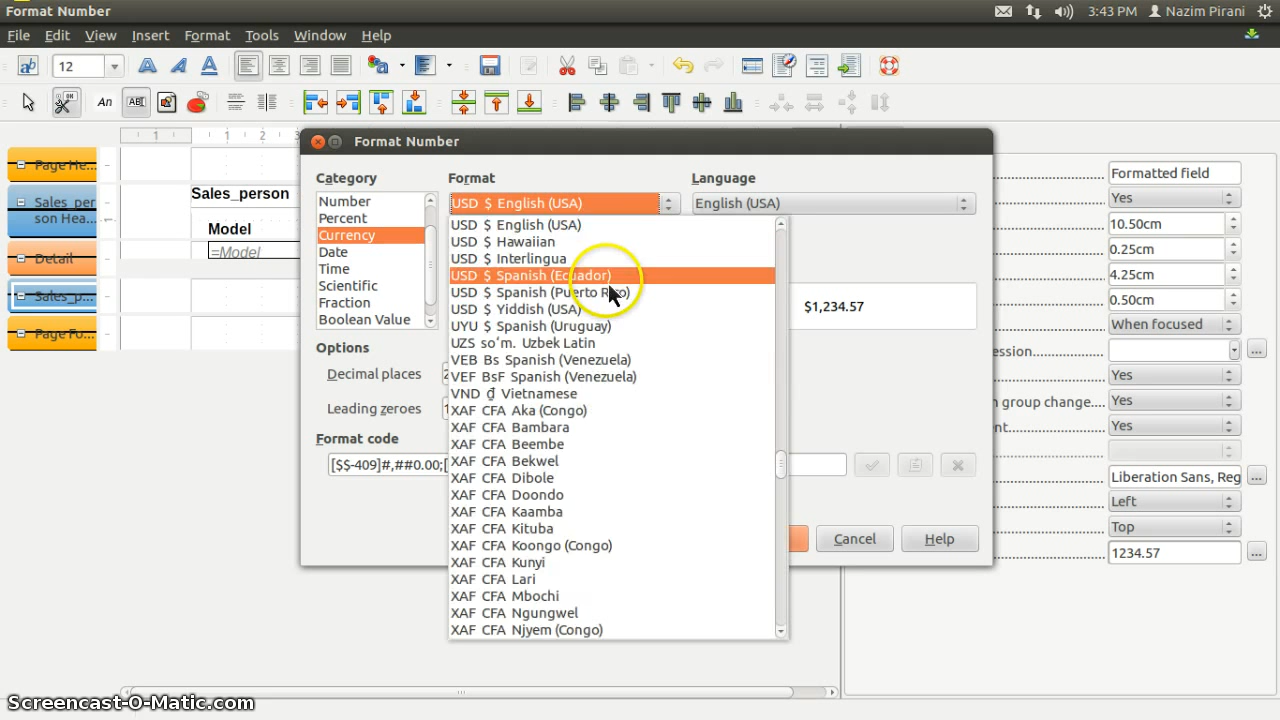 Format Number
3:43 PM Nazim Pirani
File Edit View Insert Format Tools Window Help
12
Format Number
Category Format Language
Number
Percent
Currency
Date
Time
Scientific
Fraction
Boolean Value
USD $ English (USA)
English (USA)
USD $ English (USA)
USD $ Hawaiian
USD $ Interlingua
USD $ Spanish (Ecuador)
USD $ Spanish (Puerto Rico)
USD $ Yiddish (USA)
UYU $ Spanish (Uruguay)
UZS soʻm. Uzbek Latin
VEB Bs Spanish (Venezuela)
VEF BsF Spanish (Venezuela)
VND ₫ Vietnamese
XAF CFA Aka (Congo)
XAF CFA Bambara
XAF CFA Beembe
XAF CFA Bekwel
XAF CFA Dibole
XAF CFA Doondo
XAF CFA Kaamba
XAF CFA Kituba
XAF CFA Koongo (Congo)
XAF CFA Kunyi
XAF CFA Lari
XAF CFA Mbochi
XAF CFA Ngungwel
XAF CFA Njyem (Congo)
$1,234.57
Options
Decimal places
Leading zeroes
Format code
[$$-409]#,##0.00;[
Cancel Help
Page He...
Sales_per
son Hea...
Detail
Sales_p...
Page Fo...
Sales_person
Model
=Model
Formatted field
Yes
10.50cm
0.25cm
4.25cm
0.50cm
When focused
ession...
Yes
n group change.... Yes
nt... Yes
Liberation Sans, Reg
Left
Top
1234.57
Screencast-O-Matic.com